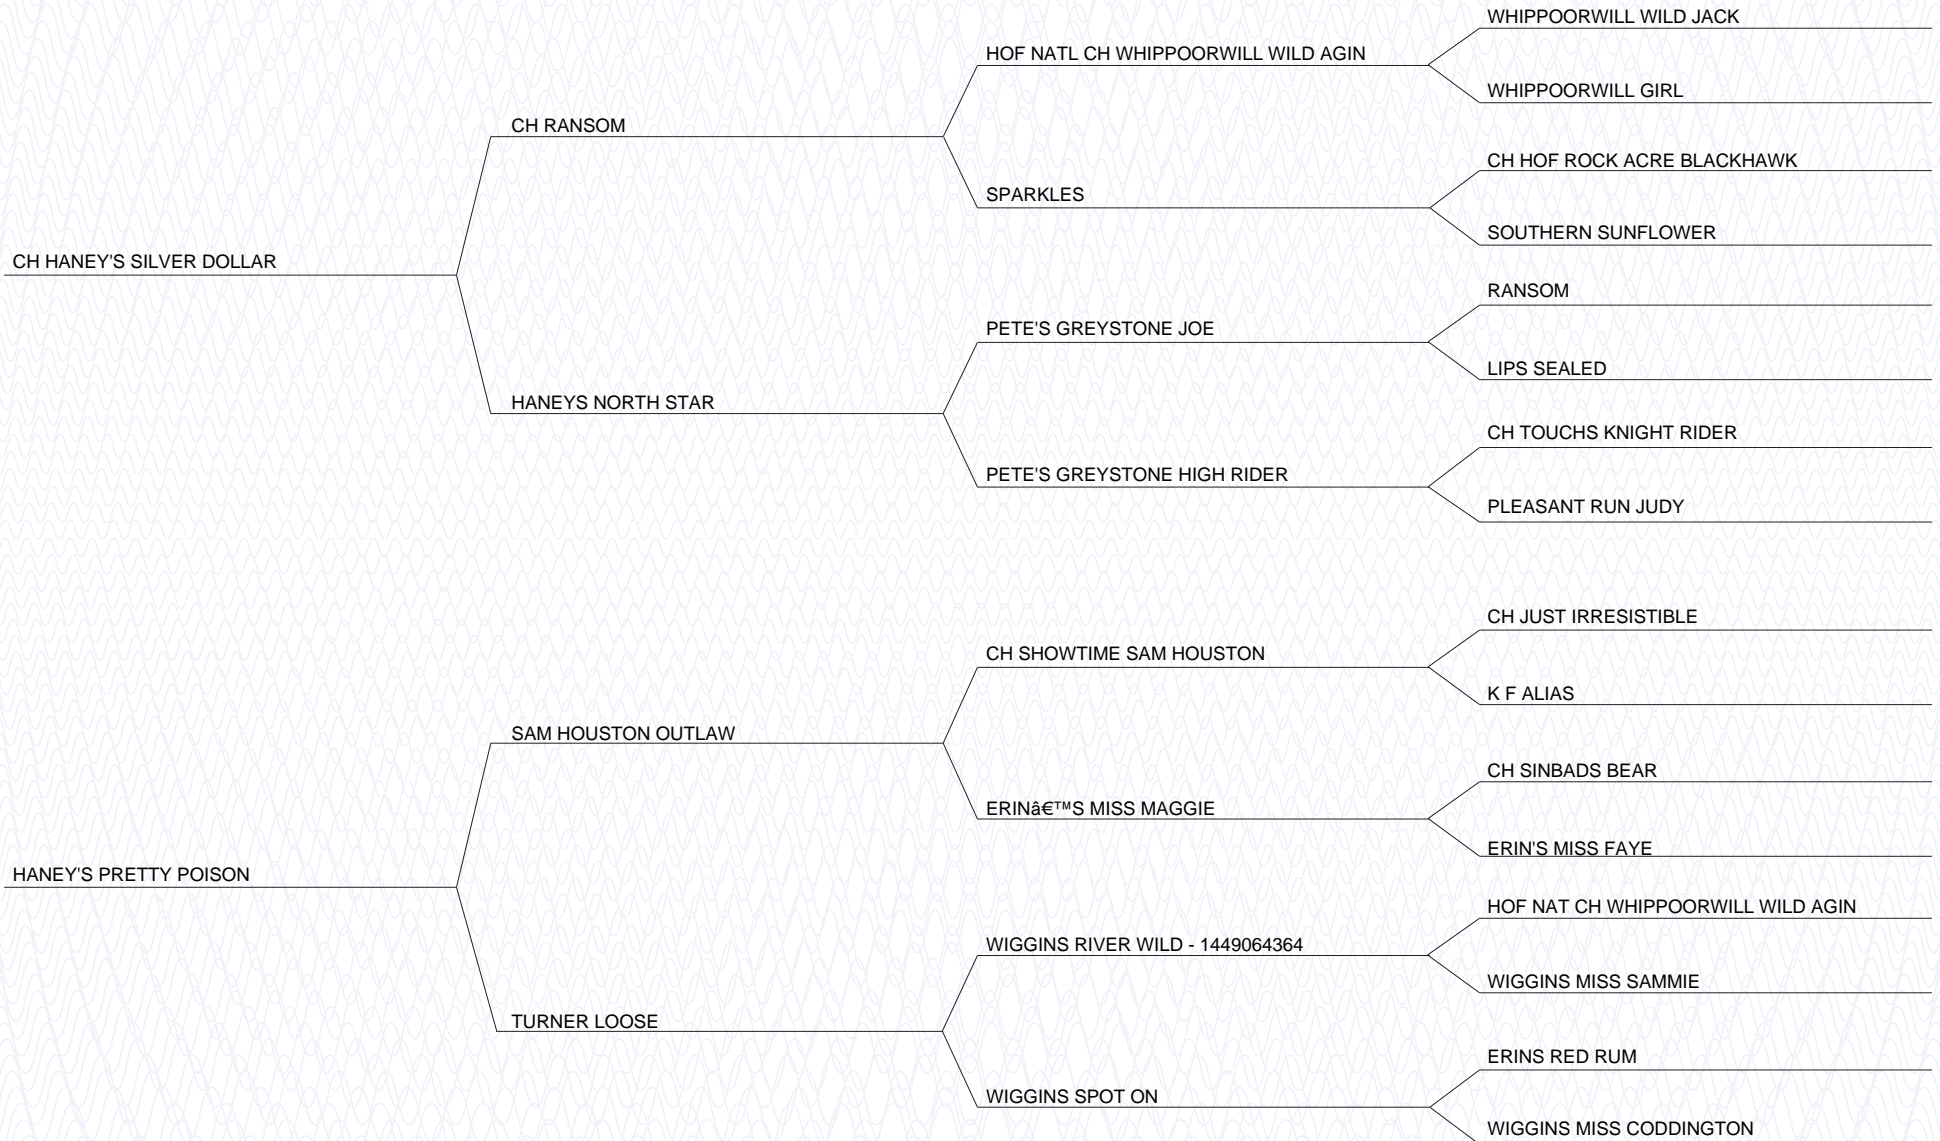 WHIPPOORWILL WILD JACK
HOF NATL CH WHIPPOORWILL WILD AGIN
WHIPPOORWILL GIRL
CH RANSOM
CH HOF ROCK ACRE BLACKHAWK
SPARKLES
SOUTHERN SUNFLOWER
CH HANEY'S SILVER DOLLAR
RANSOM
PETE'S GREYSTONE JOE
LIPS SEALED
HANEYS NORTH STAR
CH TOUCHS KNIGHT RIDER
PETE'S GREYSTONE HIGH RIDER
PLEASANT RUN JUDY
CH JUST IRRESISTIBLE
CH SHOWTIME SAM HOUSTON
K F ALIAS
SAM HOUSTON OUTLAW
CH SINBADS BEAR
ERIN’S MISS MAGGIE
ERIN'S MISS FAYE
HANEY'S PRETTY POISON
HOF NAT CH WHIPPOORWILL WILD AGIN
WIGGINS RIVER WILD - 1449064364
WIGGINS MISS SAMMIE
TURNER LOOSE
ERINS RED RUM
WIGGINS SPOT ON
WIGGINS MISS CODDINGTON